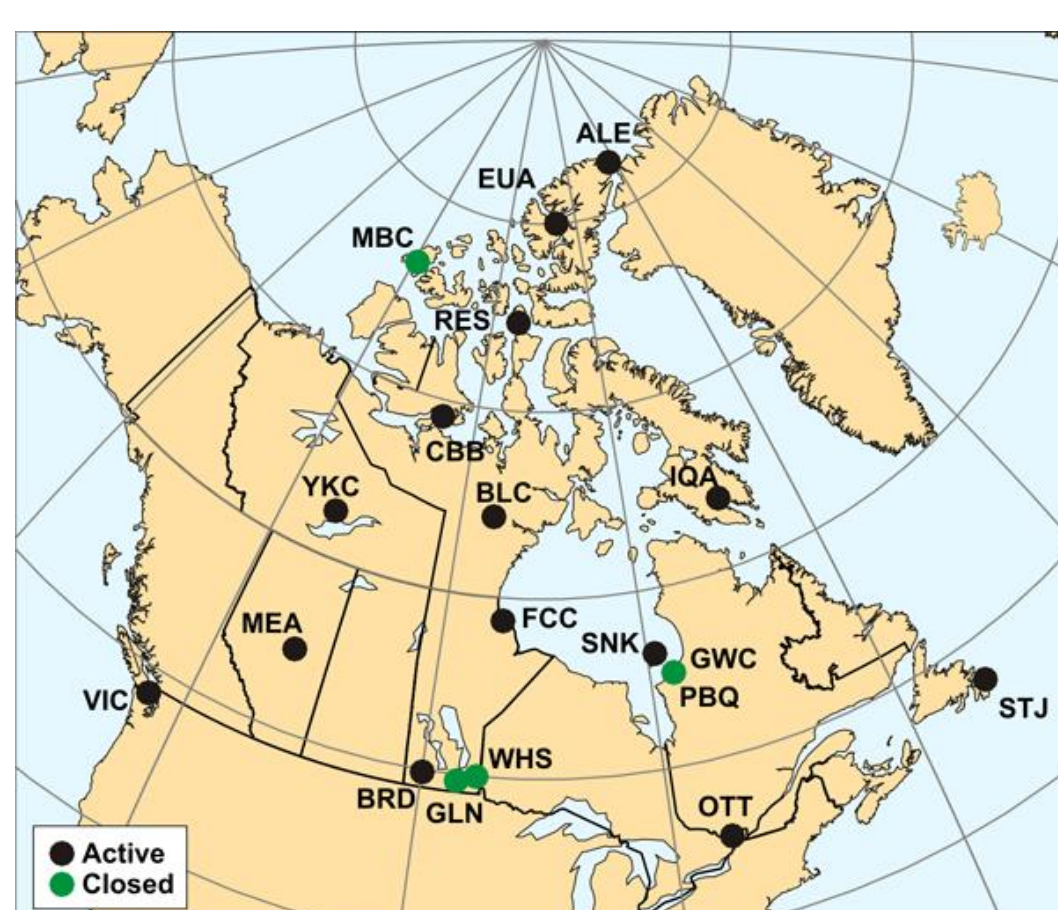 ALE
EUA
MBC
RES
CBB
IQA
YKC
BLC
MEA
FCC
SNK
GWC
PBQ
VIC
STJ
WHS
BRD
GLN
OTT
Active
Closed